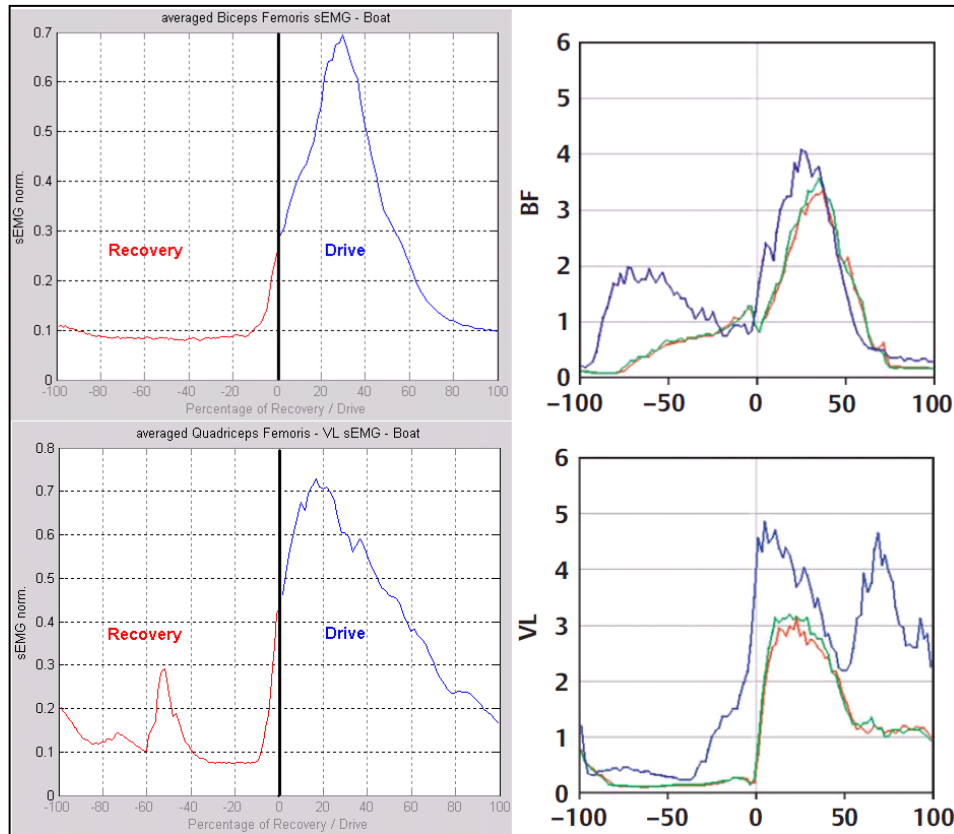 averaged Biceps Femoris sEMG - Boat
0.7
0.6
0.5
0.4
0.3
0.2
0.1
0
sEMG norm.
Recovery
Drive
-100 -80 -60 -40 -20 0 20 40 60 80 100
Percentage of Recovery / Drive
6
5
4
3
2
1
0
BF
−100 −50 0 50 100
averaged Quadriceps Femoris - VL sEMG - Boat
0.8
0.7
0.6
0.5
0.4
0.3
0.2
0.1
0
sEMG norm.
Recovery
Drive
-100 -80 -60 -40 -20 0 20 40 60 80 100
Percentage of Recovery / Drive
6
5
4
3
2
1
0
VL
−100 −50 0 50 100